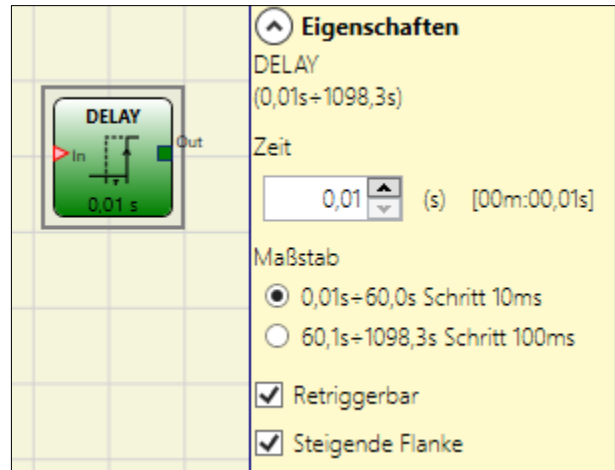 DELAY
In
Out
0,01 s
Eigenschaften
DELAY
(0,01s÷1098,3s)
Zeit
0,01 (s) [00m:00,01s]
Maßstab
0,01s÷60,0s Schritt 10ms
60,1s÷1098,3s Schritt 100ms
Retriggerbar
Steigende Flanke